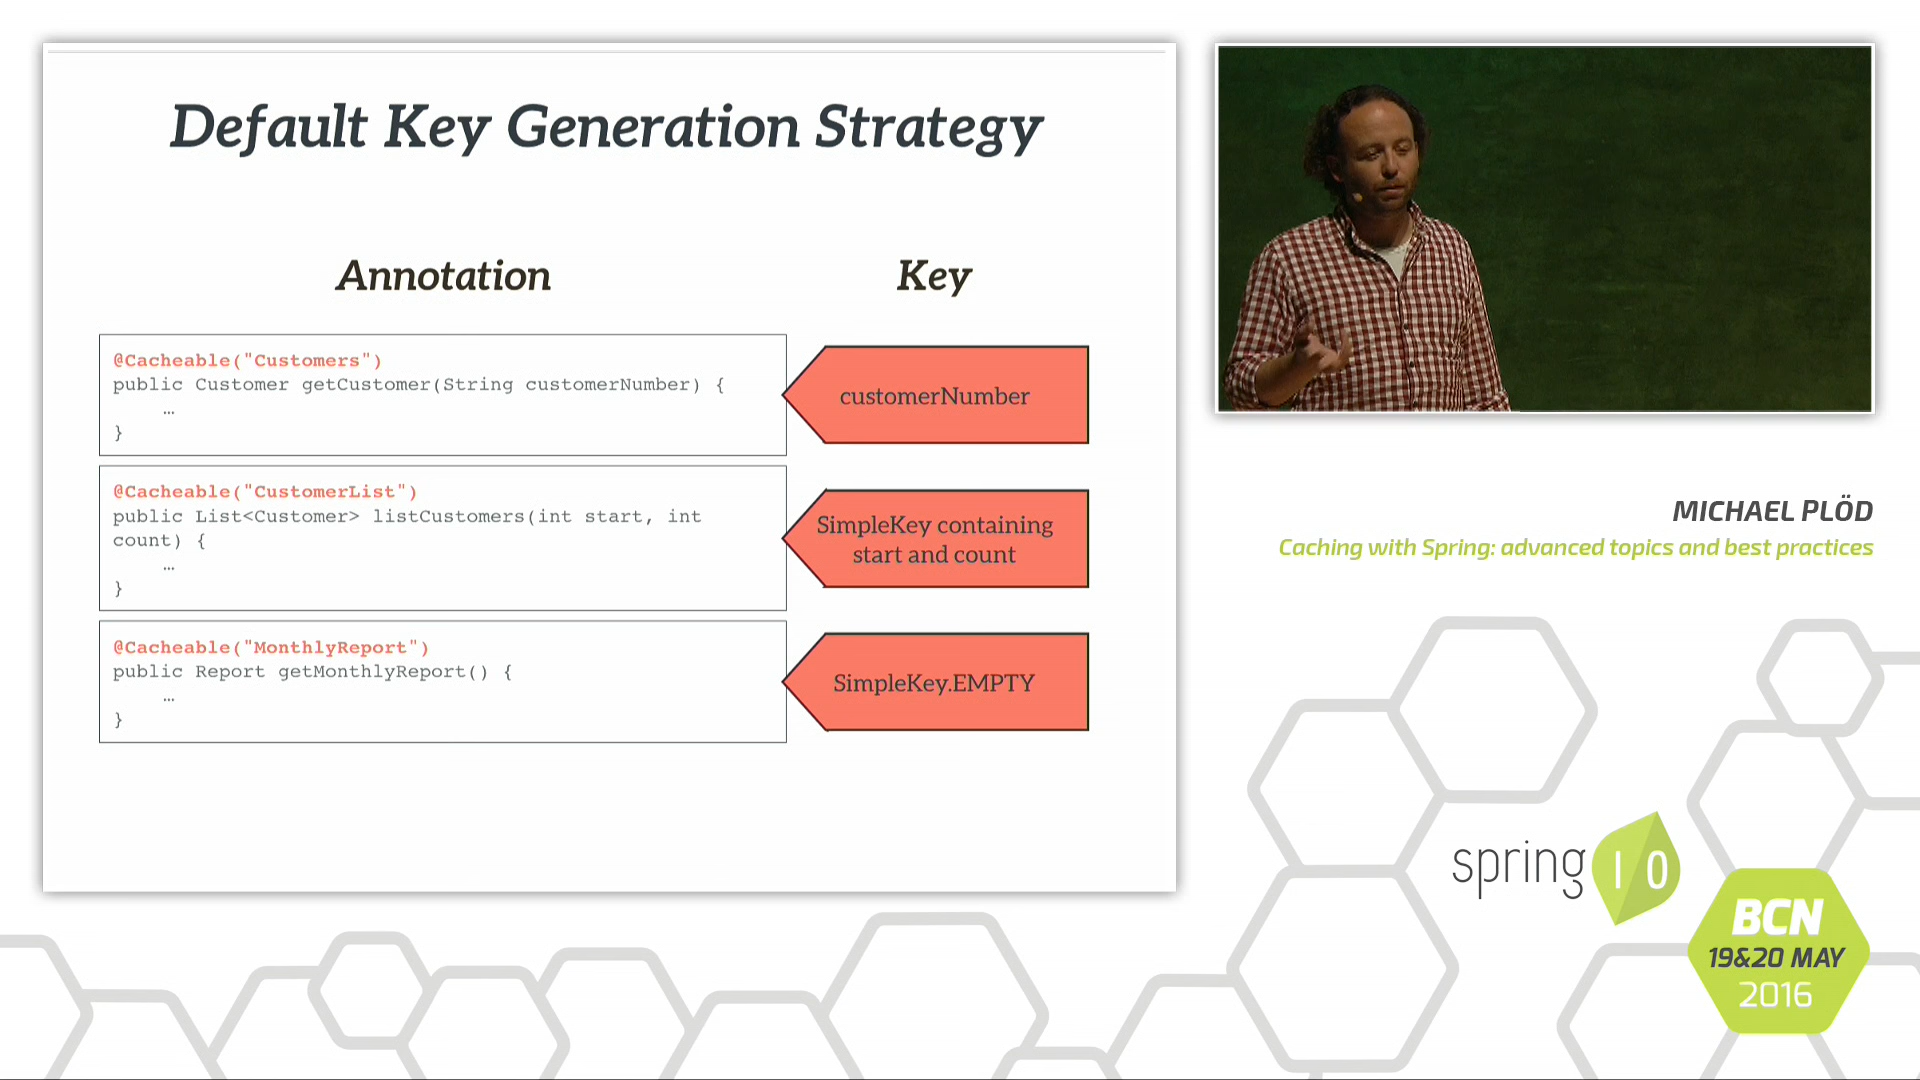 Default Key Generation Strategy
Annotation
Key
@Cacheable("Customers")
public Customer getCustomer(String customerNumber) {
…
}
customerNumber
@Cacheable("CustomerList")
public List<Customer> listCustomers(int start, int
count) {
…
}
SimpleKey containing
start and count
@Cacheable("MonthlyReport")
public Report getMonthlyReport() {
…
}
SimpleKey.EMPTY
MICHAEL PLÖD
Caching with Spring: advanced topics and best practices
spring I O
BCN
19&20 MAY
2016